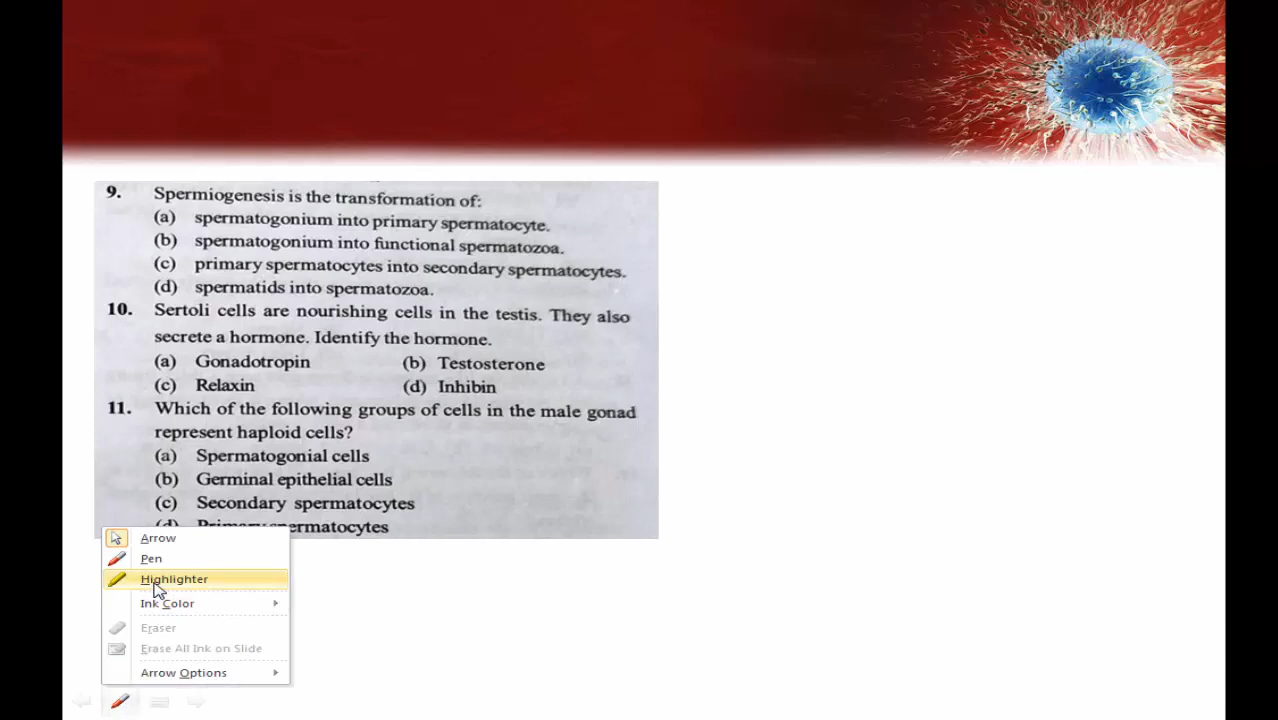 9. Spermiogenesis is the transformation of:
(a) spermatogonium into primary spermatocyte.
(b) spermatogonium into functional spermatozoa.
(c) primary spermatocytes into secondary spermatocytes.
(d) spermatids into spermatozoa.
10. Sertoli cells are nourishing cells in the testis. They also
secrete a hormone. Identify the hormone.
(a) Gonadotropin (b) Testosterone
(c) Relaxin (d) Inhibin
11. Which of the following groups of cells in the male gonad
represent haploid cells?
(a) Spermatogonial cells
(b) Germinal epithelial cells
(c) Secondary spermatocytes
(d) Primary spermatocytes
Arrow
Pen
Highlighter
Ink Color
Eraser
Erase All Ink on Slide
Arrow Options